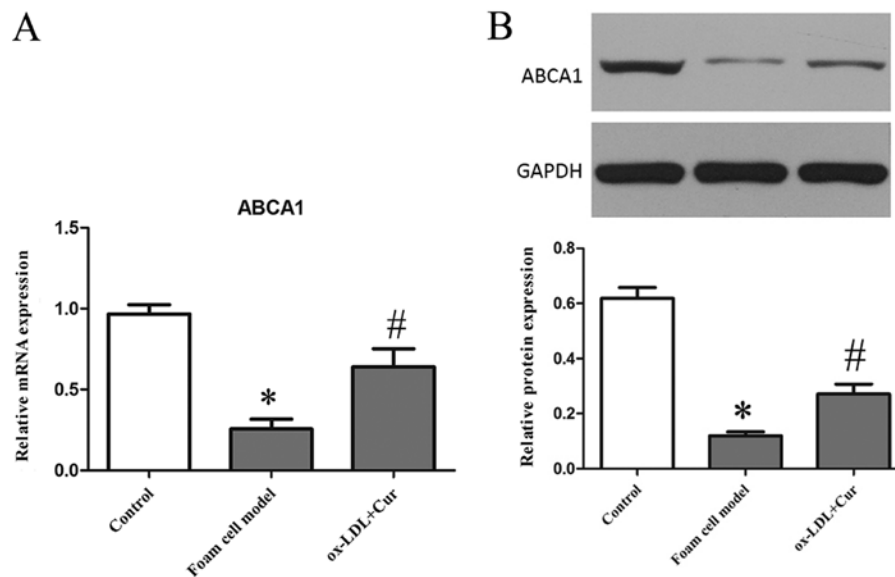 A
ABCA1
Relative mRNA expression
1.5
1.0
0.5
0.0
*
#
Control
Foam cell model
ox-LDL+Cur
B
ABCA1
GAPDH
Relative protein expression
0.8
0.6
0.4
0.2
0.0
*
#
Control
Foam cell model
ox-LDL+Cur